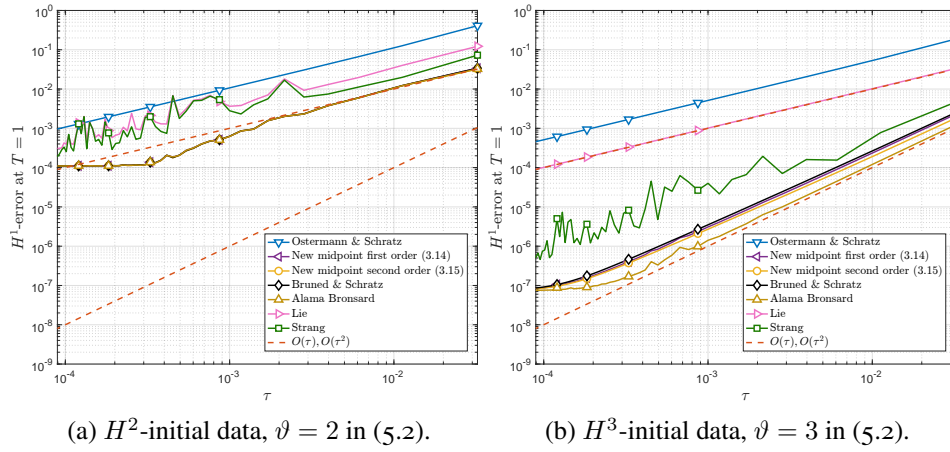 10^0
10^-1
10^-2
10^-3
10^-4
10^-5
10^-6
10^-7
10^-8
10^-9
H^1-error at T = 1
Ostermann & Schratz
New midpoint first order (3.14)
New midpoint second order (3.15)
Bruned & Schratz
Alama Bronsard
Lie
Strang
O(τ), O(τ^2)
10^-4
10^-3
10^-2
τ
(a) H^2-initial data, ϑ = 2 in (5.2).
10^0
10^-1
10^-2
10^-3
10^-4
10^-5
10^-6
10^-7
10^-8
10^-9
H^1-error at T = 1
Ostermann & Schratz
New midpoint first order (3.14)
New midpoint second order (3.15)
Bruned & Schratz
Alama Bronsard
Lie
Strang
O(τ), O(τ^2)
10^-4
10^-3
10^-2
τ
(b) H^3-initial data, ϑ = 3 in (5.2).